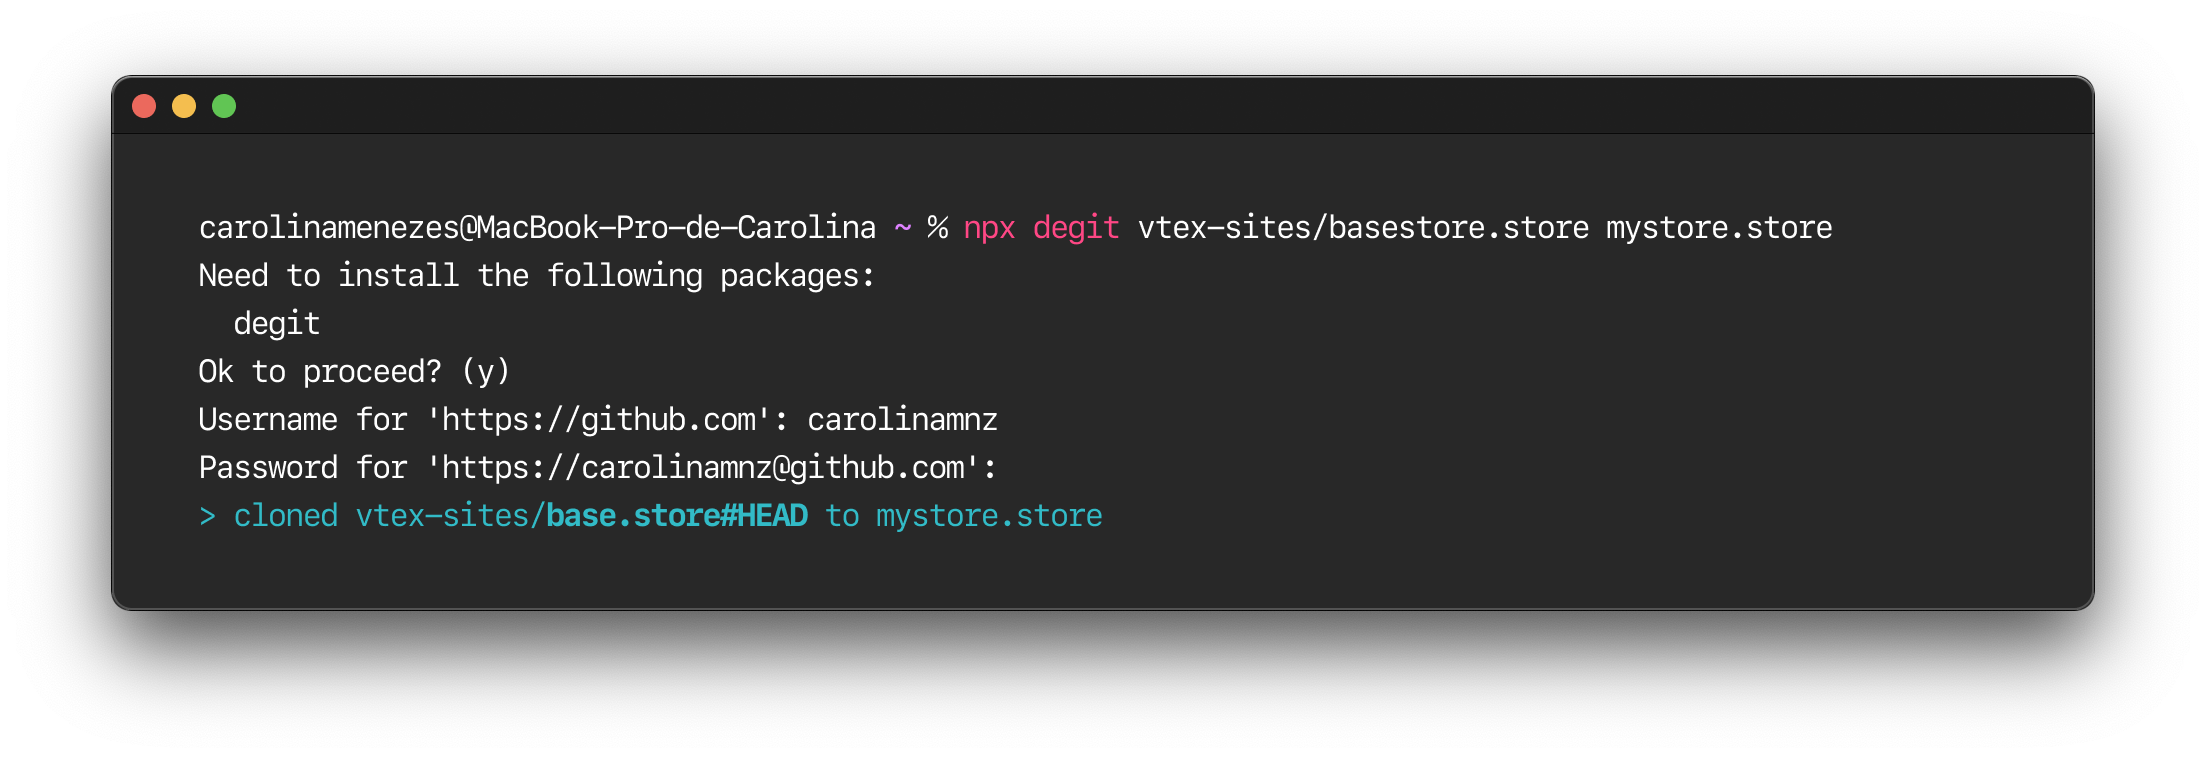 carolinamenezes@MacBook-Pro-de-Carolina ~ % npx degit vtex-sites/basestore.store mystore.store
Need to install the following packages:
  degit
Ok to proceed? (y)
Username for 'https://github.com': carolinamnz
Password for 'https://carolinamnz@github.com':
> cloned vtex-sites/base.store#HEAD to mystore.store